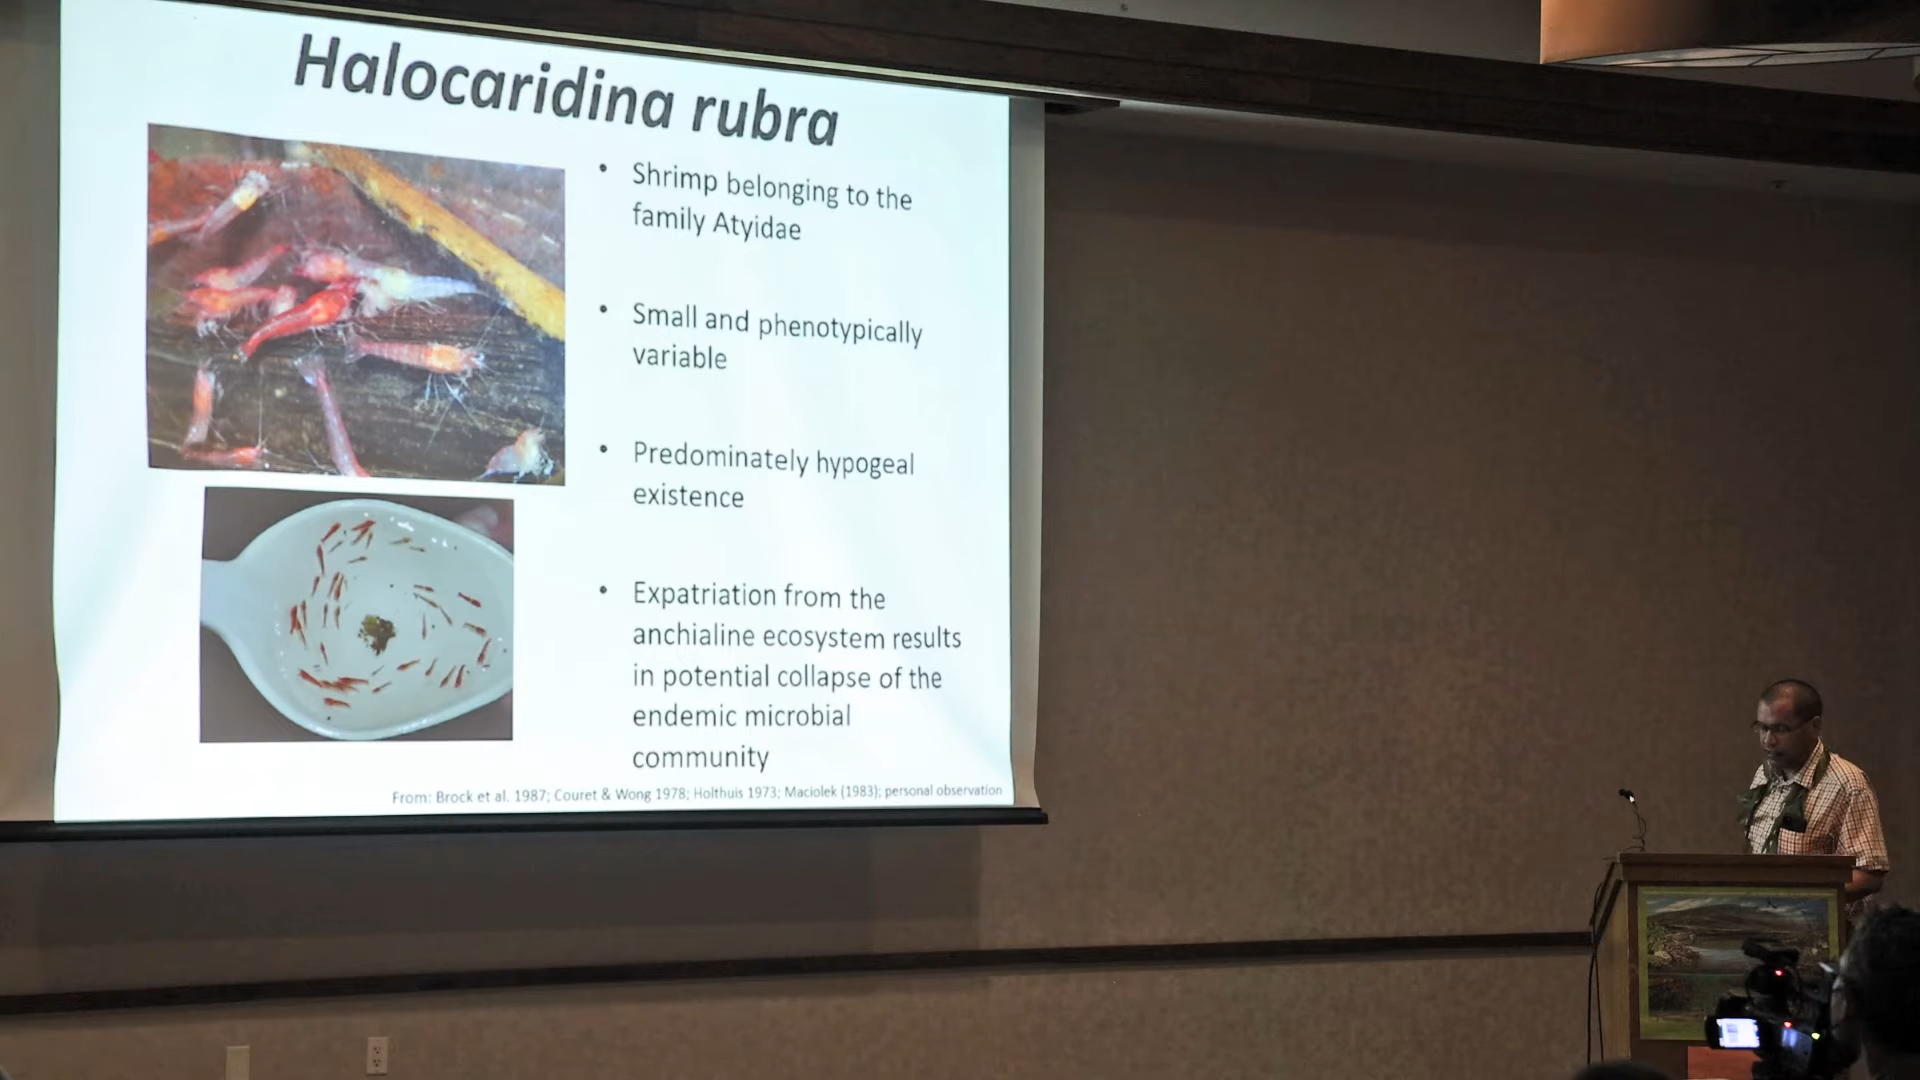 Halocaridina rubra
• Shrimp belonging to the
family Atyidae
• Small and phenotypically
variable
• Predominately hypogeal
existence
• Expatriation from the
anchialine ecosystem results
in potential collapse of the
endemic microbial
community
From: Brock et al. 1987; Couret & Wong 1978; Holthuis 1973; Maciolek (1983); personal observation